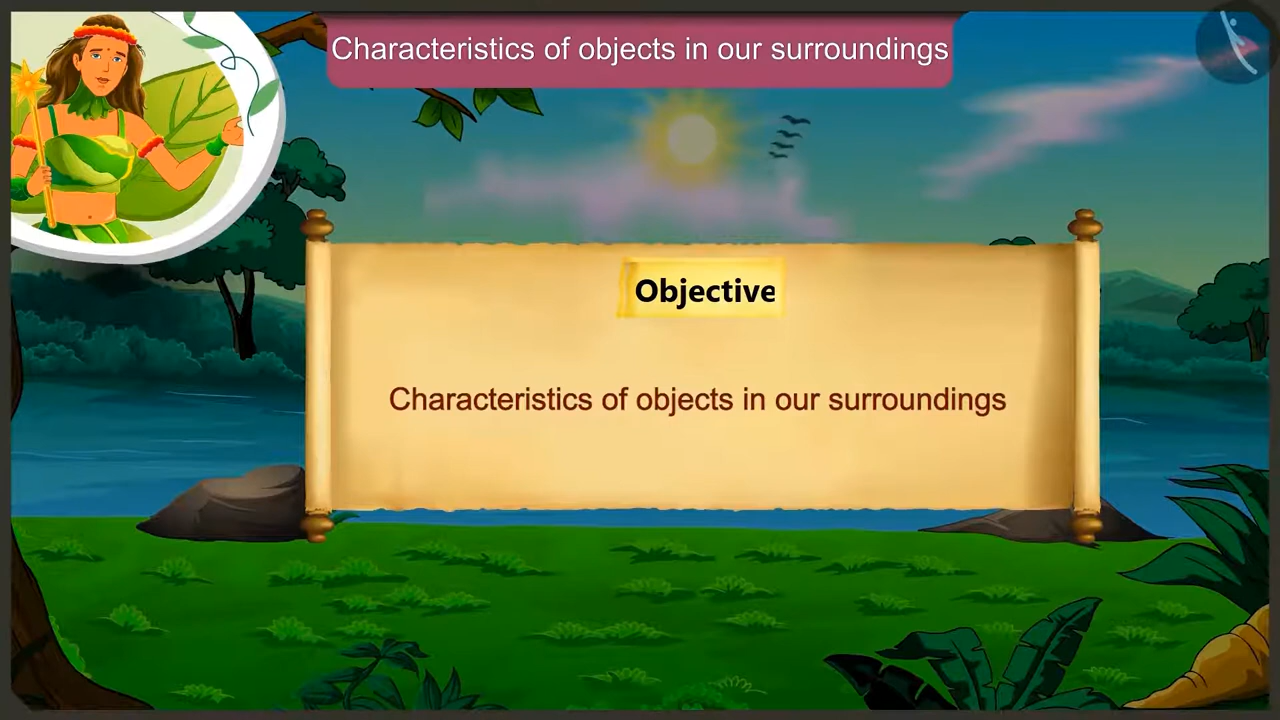 Characteristics of objects in our surroundings
Objective
Characteristics of objects in our surroundings